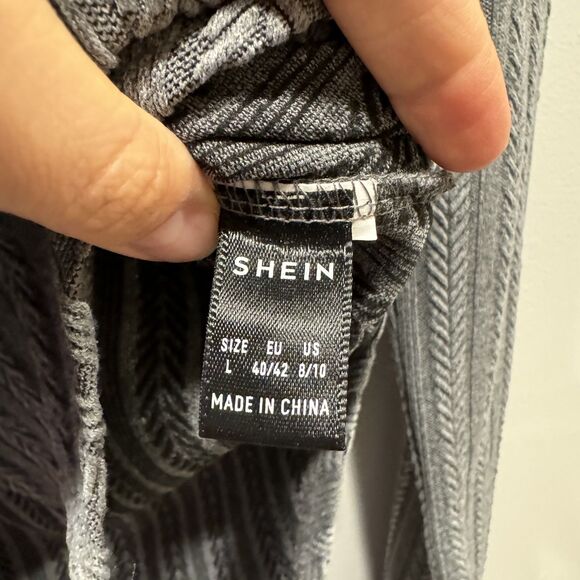 SHEIN
SIZE EU US
L 40/42 8/10
MADE IN CHINA